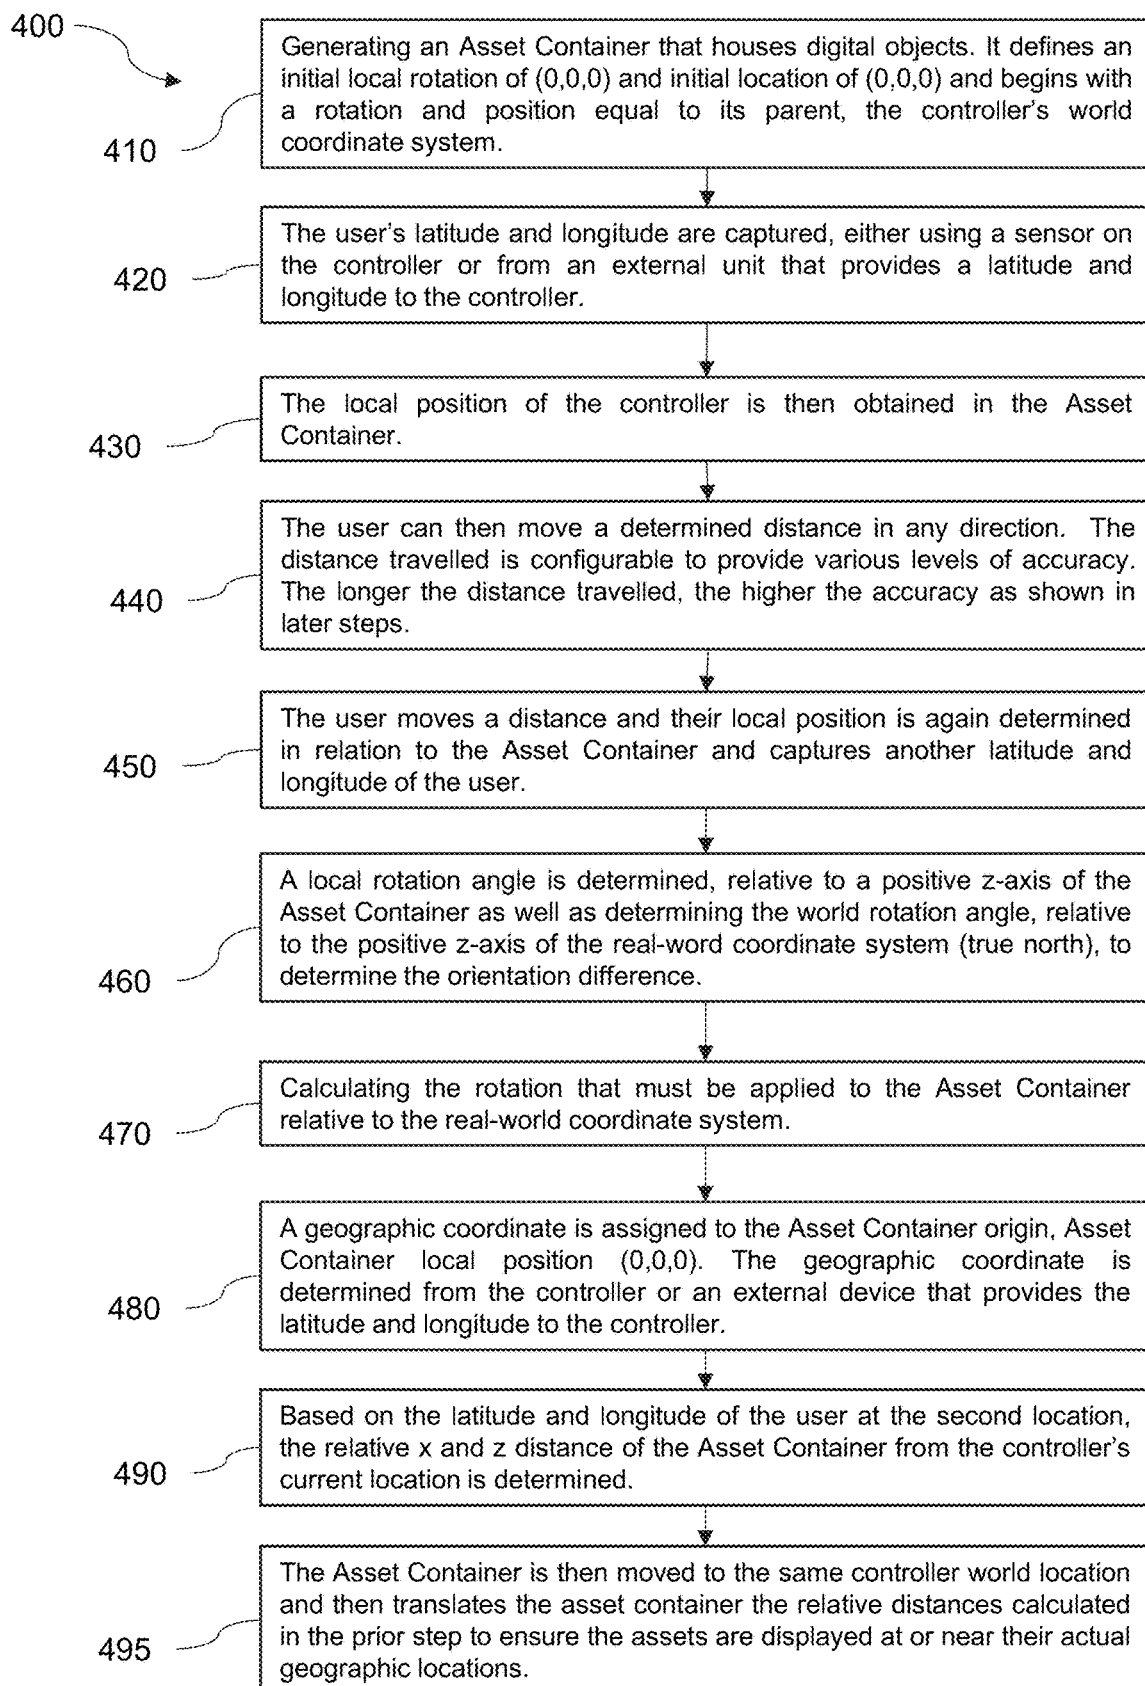 400
Generating an Asset Container that houses digital objects. It defines an
initial local rotation of (0,0,0) and initial location of (0,0,0) and begins with
a rotation and position equal to its parent, the controller's world
coordinate system.
410
The user's latitude and longitude are captured, either using a sensor on
the controller or from an external unit that provides a latitude and
longitude to the controller.
420
The local position of the controller is then obtained in the Asset
Container.
430
The user can then move a determined distance in any direction. The
distance travelled is configurable to provide various levels of accuracy.
The longer the distance travelled, the higher the accuracy as shown in
later steps.
440
The user moves a distance and their local position is again determined
in relation to the Asset Container and captures another latitude and
longitude of the user.
450
A local rotation angle is determined, relative to a positive z-axis of the
Asset Container as well as determining the world rotation angle, relative
to the positive z-axis of the real-word coordinate system (true north), to
determine the orientation difference.
460
Calculating the rotation that must be applied to the Asset Container
relative to the real-world coordinate system.
470
A geographic coordinate is assigned to the Asset Container origin, Asset
Container local position (0,0,0). The geographic coordinate is
determined from the controller or an external device that provides the
latitude and longitude to the controller.
480
Based on the latitude and longitude of the user at the second location,
the relative x and z distance of the Asset Container from the controller's
current location is determined.
490
The Asset Container is then moved to the same controller world location
and then translates the asset container the relative distances calculated
in the prior step to ensure the assets are displayed at or near their actual
geographic locations.
495